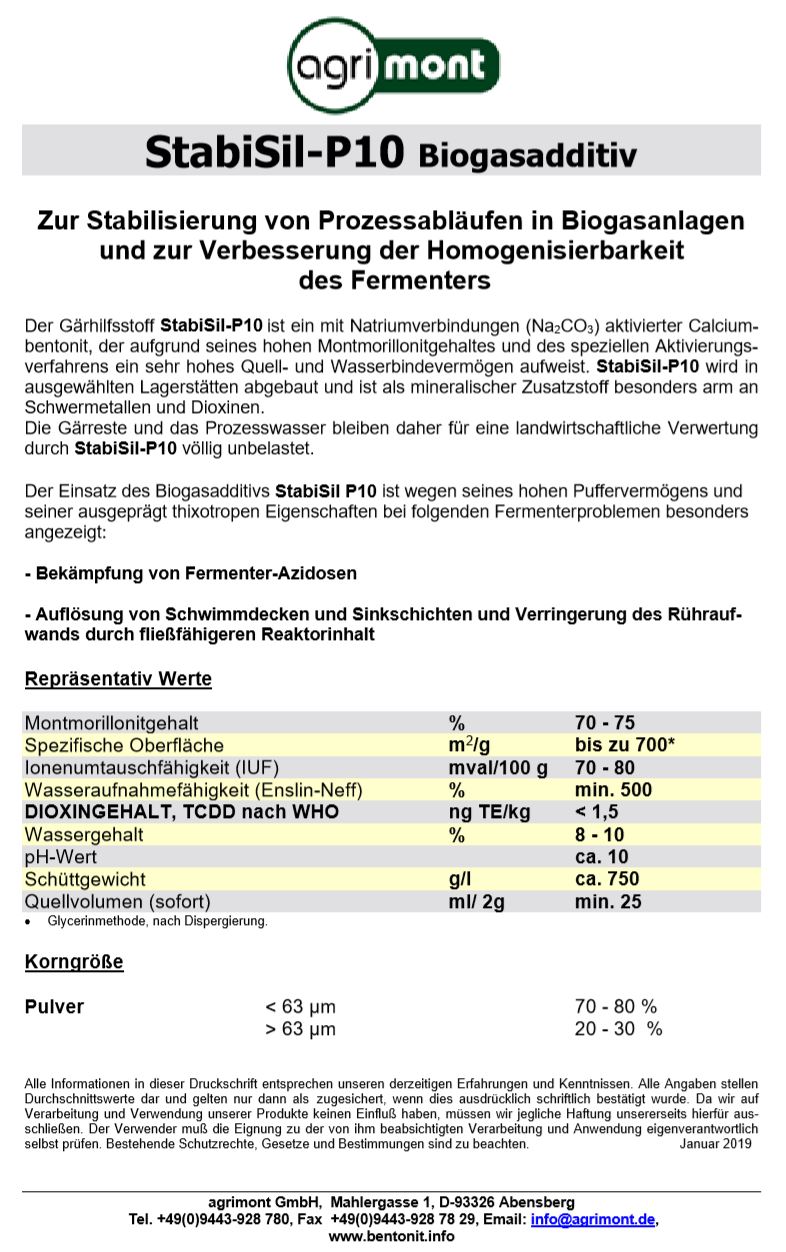 agrimont
StabiSil-P10 Biogasadditiv
Zur Stabilisierung von Prozessabläufen in Biogasanlagen
und zur Verbesserung der Homogenisierbarkeit
des Fermenters
Der Gärhilfsstoff StabiSil-P10 ist ein mit Natriumverbindungen (Na₂CO₃) aktivierter Calcium-
bentonit, der aufgrund seines hohen Montmorillonitgehaltes und des speziellen Aktivierungs-
verfahrens ein sehr hohes Quell- und Wasserbindevermögen aufweist. StabiSil-P10 wird in
ausgewählten Lagerstätten abgebaut und ist als mineralischer Zusatzstoff besonders arm an
Schwermetallen und Dioxinen.
Die Gärreste und das Prozesswasser bleiben daher für eine landwirtschaftliche Verwertung
durch StabiSil-P10 völlig unbelastet.
Der Einsatz des Biogasadditivs StabiSil P10 ist wegen seines hohen Puffervermögens und
seiner ausgeprägt thixotropen Eigenschaften bei folgenden Fermenterproblemen besonders
angezeigt:
- Bekämpfung von Fermenter-Azidosen
- Auflösung von Schwimmdecken und Sinkschichten und Verringerung des Rührauf-
wands durch fließfähigeren Reaktorinhalt
Repräsentativ Werte
Montmorillonitgehalt % 70 - 75
Spezifische Oberfläche m²/g bis zu 700*
Ionenumtauschfähigkeit (IUF) mval/100 g 70 - 80
Wasseraufnahmefähigkeit (Enslin-Neff) % min. 500
DIOXINGEHALT, TCDD nach WHO ng TE/kg < 1,5
Wassergehalt % 8 - 10
pH-Wert ca. 10
Schüttgewicht g/l ca. 750
Quellvolumen (sofort) ml/ 2g min. 25
• Glycerinmethode, nach Dispergierung.
Korngröße
Pulver < 63 µm 70 - 80 %
> 63 µm 20 - 30 %
Alle Informationen in dieser Druckschrift entsprechen unseren derzeitigen Erfahrungen und Kenntnissen. Alle Angaben stellen
Durchschnittswerte dar und gelten nur dann als zugesichert, wenn dies ausdrücklich schriftlich bestätigt wurde. Da wir auf
Verarbeitung und Verwendung unserer Produkte keinen Einfluß haben, müssen wir jegliche Haftung unsererseits hierfür aus-
schließen. Der Verwender muß die Eignung zu der von ihm beabsichtigten Verarbeitung und Anwendung eigenverantwortlich
selbst prüfen. Bestehende Schutzrechte, Gesetze und Bestimmungen sind zu beachten. Januar 2019
agrimont GmbH, Mahlergasse 1, D-93326 Abensberg
Tel. +49(0)9443-928 780, Fax +49(0)9443-928 78 29, Email: info@agrimont.de,
www.bentonit.info